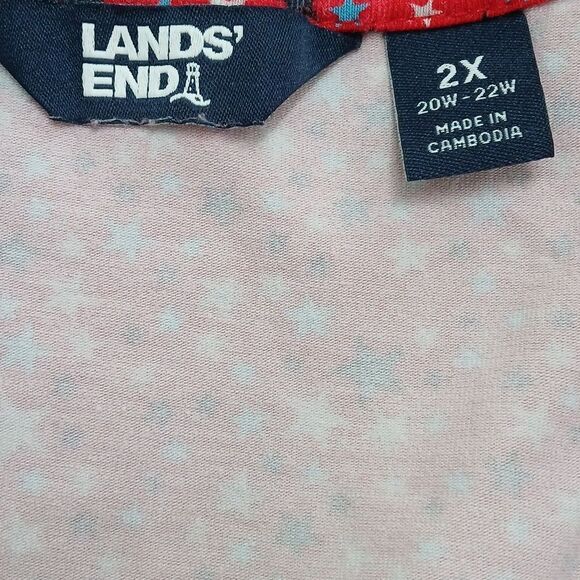 LANDS'
END
2X
20W - 22W
MADE IN
CAMBODIA